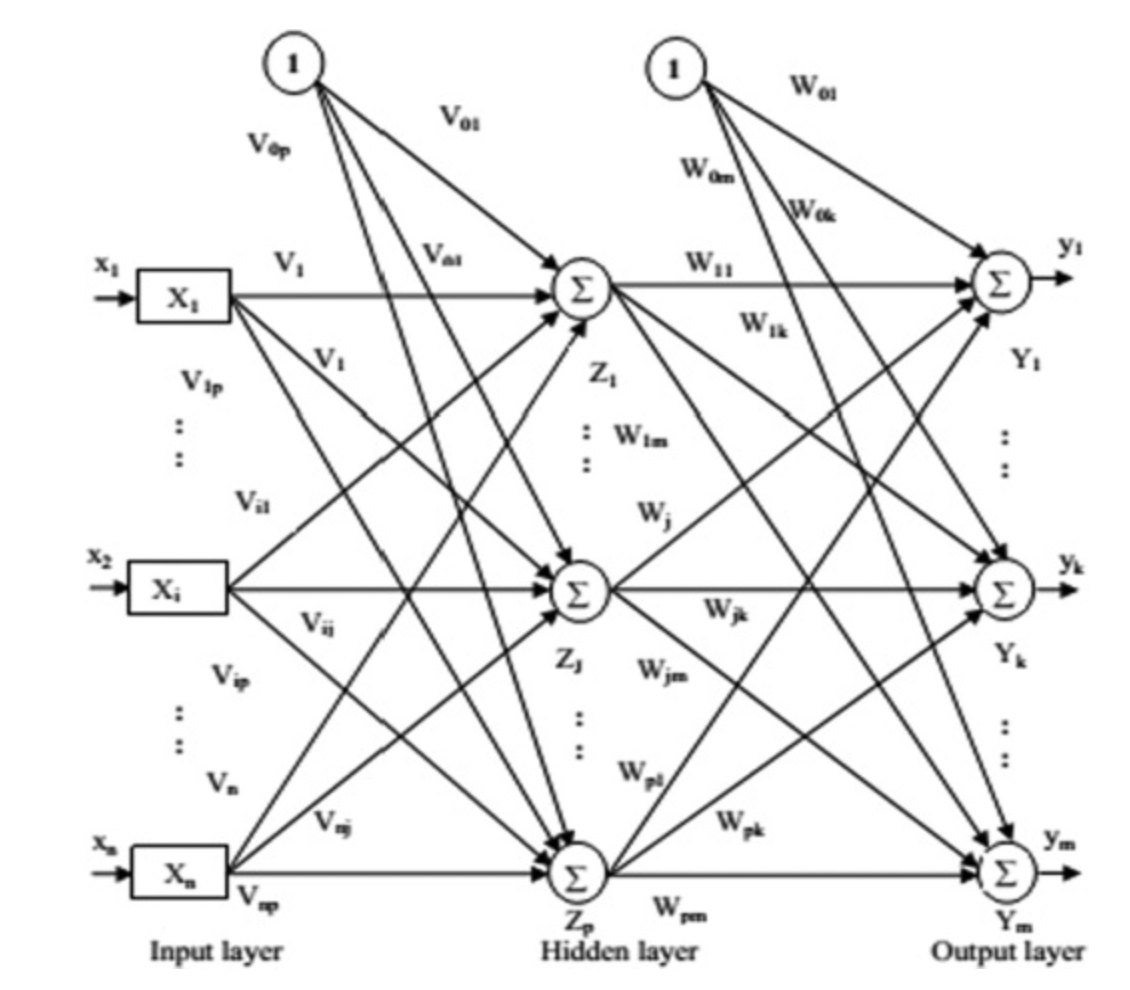 1
1
W₀₁
V₀₁
V₀ₚ
W₀ₘ
W₀ₖ
x₁
V₁
V₀₁
W₁₁
y₁
X₁
Σ
Σ
W₁ₖ
V₁
Z₁
Y₁
V₁ₚ
:
:
:
W₁ₘ
:
:
:
Vᵢ₁
Wⱼ
x₂
yₖ
Xᵢ
Σ
Σ
Vᵢⱼ
Wⱼₖ
Zⱼ
Yₖ
Vᵢₚ
Wⱼₘ
:
:
:
:
:
:
Vₙ
Wₚ₁
Vₙⱼ
Wₚₖ
xₙ
yₘ
Xₙ
Σ
Σ
Vₙₚ
Wₚₘ
Zₚ
Yₘ
Input layer
Hidden layer
Output layer